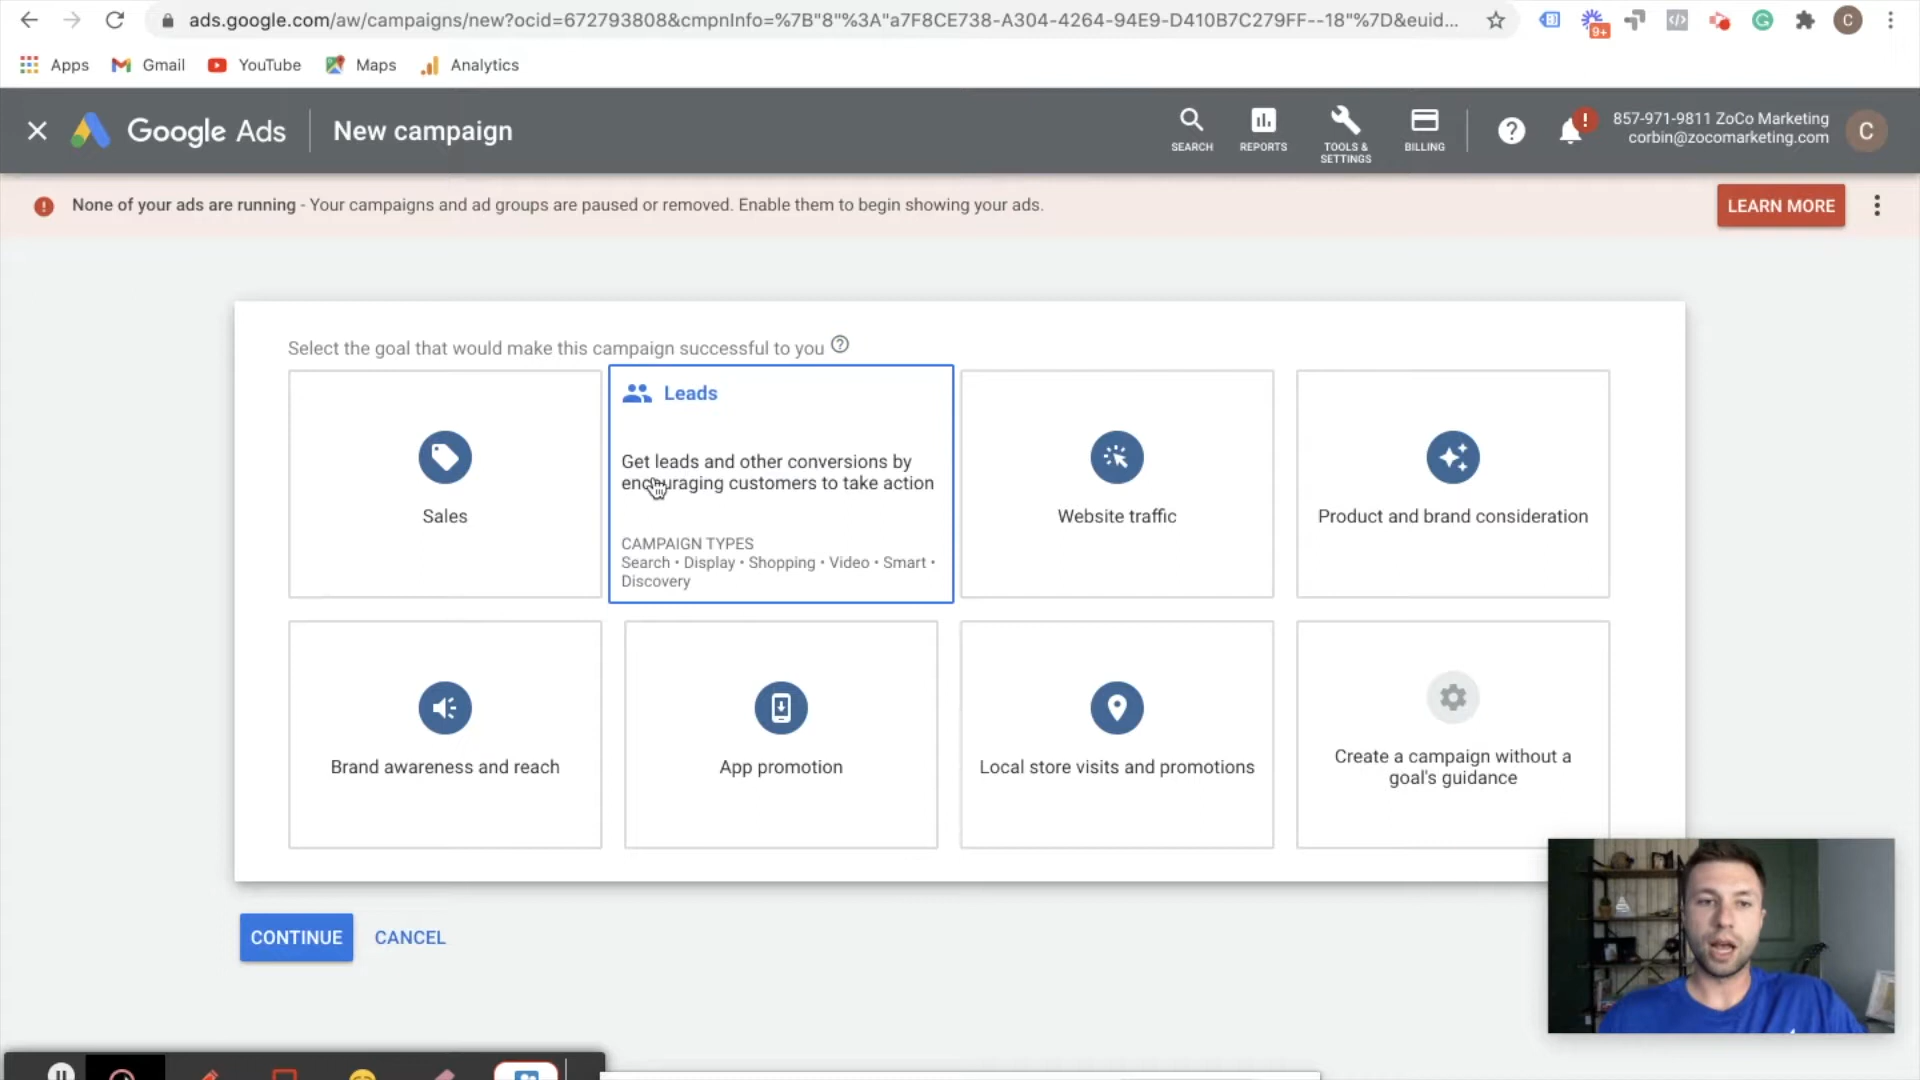 ads.google.com/aw/campaigns/new?ocid=672793808&cmpnInfo=%7B"8"%3A"a7F8CE738-A304-4264-94E9-D410B7C279FF--18"%7D&euid...
9+
C
Apps
Gmail
YouTube
Maps
Analytics
Google Ads
New campaign
SEARCH
REPORTS
TOOLS &
SETTINGS
BILLING
857-971-9811 ZoCo Marketing
corbin@zocomarketing.com
C
None of your ads are running - Your campaigns and ad groups are paused or removed. Enable them to begin showing your ads.
LEARN MORE
Select the goal that would make this campaign successful to you
Sales
Leads
Get leads and other conversions by
encouraging customers to take action
CAMPAIGN TYPES
Search • Display • Shopping • Video • Smart •
Discovery
Website traffic
Product and brand consideration
Brand awareness and reach
App promotion
Local store visits and promotions
Create a campaign without a
goal's guidance
CONTINUE
CANCEL